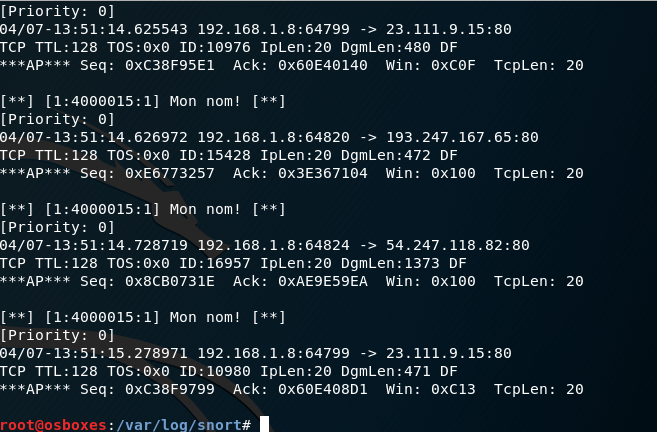 [Priority: 0]
04/07-13:51:14.625543 192.168.1.8:64799 -> 23.111.9.15:80
TCP TTL:128 TOS:0x0 ID:10976 IpLen:20 DgmLen:480 DF
***AP*** Seq: 0xC38F95E1  Ack: 0x60E40140  Win: 0xC0F  TcpLen: 20
[**] [1:4000015:1] Mon nom! [**]
[Priority: 0]
04/07-13:51:14.626972 192.168.1.8:64820 -> 193.247.167.65:80
TCP TTL:128 TOS:0x0 ID:15428 IpLen:20 DgmLen:472 DF
***AP*** Seq: 0xE6773257  Ack: 0x3E367104  Win: 0x100  TcpLen: 20
[**] [1:4000015:1] Mon nom! [**]
[Priority: 0]
04/07-13:51:14.728719 192.168.1.8:64824 -> 54.247.118.82:80
TCP TTL:128 TOS:0x0 ID:16957 IpLen:20 DgmLen:1373 DF
***AP*** Seq: 0x8CB0731E  Ack: 0xAE9E59EA  Win: 0x100  TcpLen: 20
[**] [1:4000015:1] Mon nom! [**]
[Priority: 0]
04/07-13:51:15.278971 192.168.1.8:64799 -> 23.111.9.15:80
TCP TTL:128 TOS:0x0 ID:10980 IpLen:20 DgmLen:471 DF
***AP*** Seq: 0xC38F9799  Ack: 0x60E408D1  Win: 0xC13  TcpLen: 20
root@osboxes:/var/log/snort#